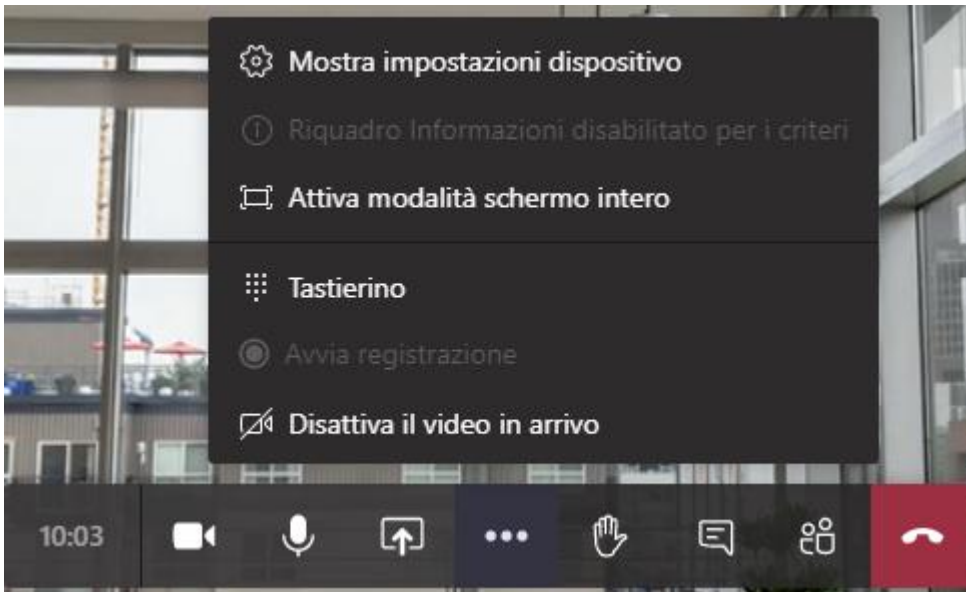 Mostra impostazioni dispositivo
Riquadro Informazioni disabilitato per i criteri
Attiva modalità schermo intero
Tastierino
Avvia registrazione
Disattiva il video in arrivo
10:03